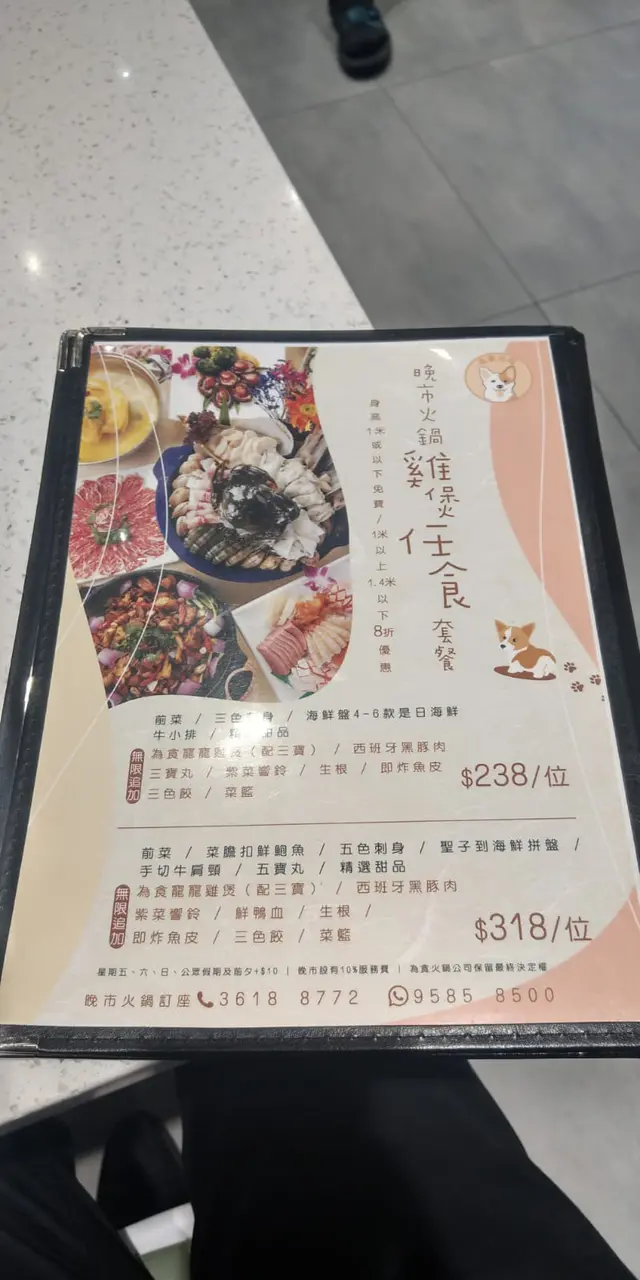 晚市火鍋
雞煲任食
套餐
身高1米或以下免費/1米以上1.4米以下8折優惠
前菜 / 三色刺身 / 海鮮盤4-6款是日海鮮
牛小排 / 精選甜品
無限追加
為食龍龍雞煲(配三寶) / 西班牙黑豚肉
三寶丸 / 紫菜響鈴 / 生根 / 即炸魚皮
三色餃 / 菜籃
$238/位
前菜 / 菜膽扣鮮鮑魚 / 五色刺身 / 聖子到海鮮拼盤 /
手切牛肩頸 / 五寶丸 / 精選甜品
無限追加
為食龍龍雞煲(配三寶) / 西班牙黑豚肉
紫菜響鈴 / 鮮鴨血 / 生根 /
即炸魚皮 / 三色餃 / 菜籃
$318/位
星期五、六、日、公眾假期及前夕+$10 | 晚市設有10%服務費 | 為食火鍋公司保留最終決定權
晚市火鍋訂座 3618 8772 9585 8500